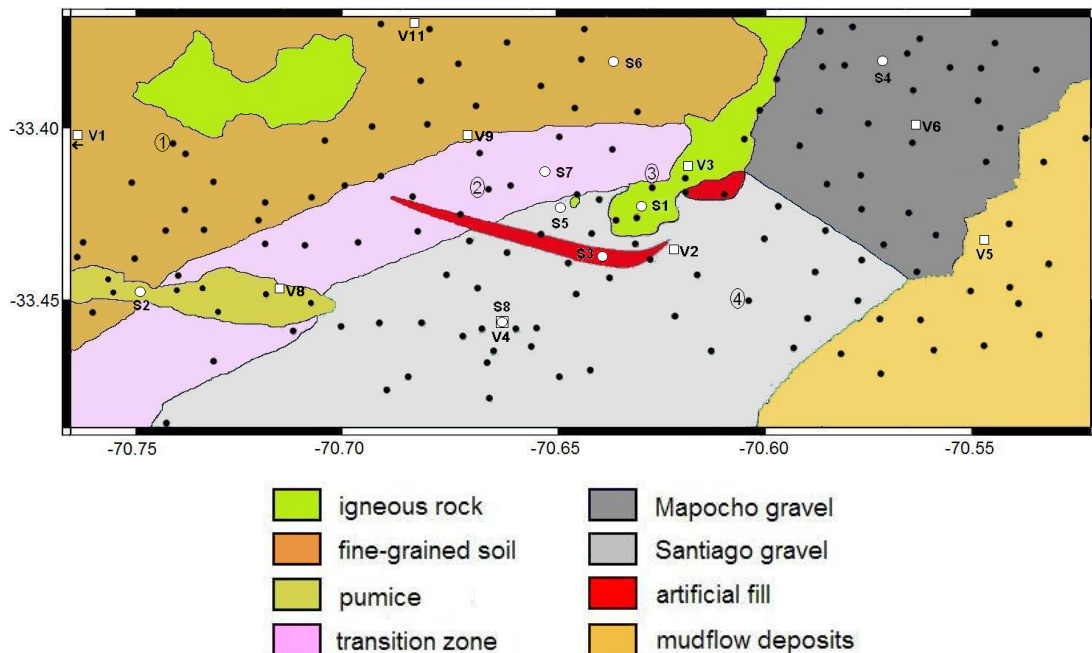 V11
S6
S4
-33.40
V1
1
V9
V6
S7
3
V3
2
S1
S5
S3
V2
V5
-33.45
S2
V8
S8
V4
4
-70.75
-70.70
-70.65
-70.60
-70.55
igneous rock
Mapocho gravel
fine-grained soil
Santiago gravel
pumice
artificial fill
transition zone
mudflow deposits